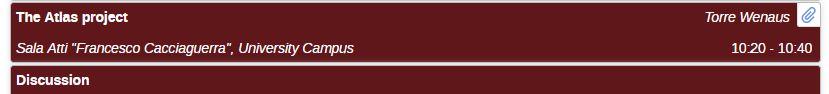 The Atlas project Torre Wenaus
Sala Atti "Francesco Cacciaguerra", University Campus 10:20 - 10:40
Discussion